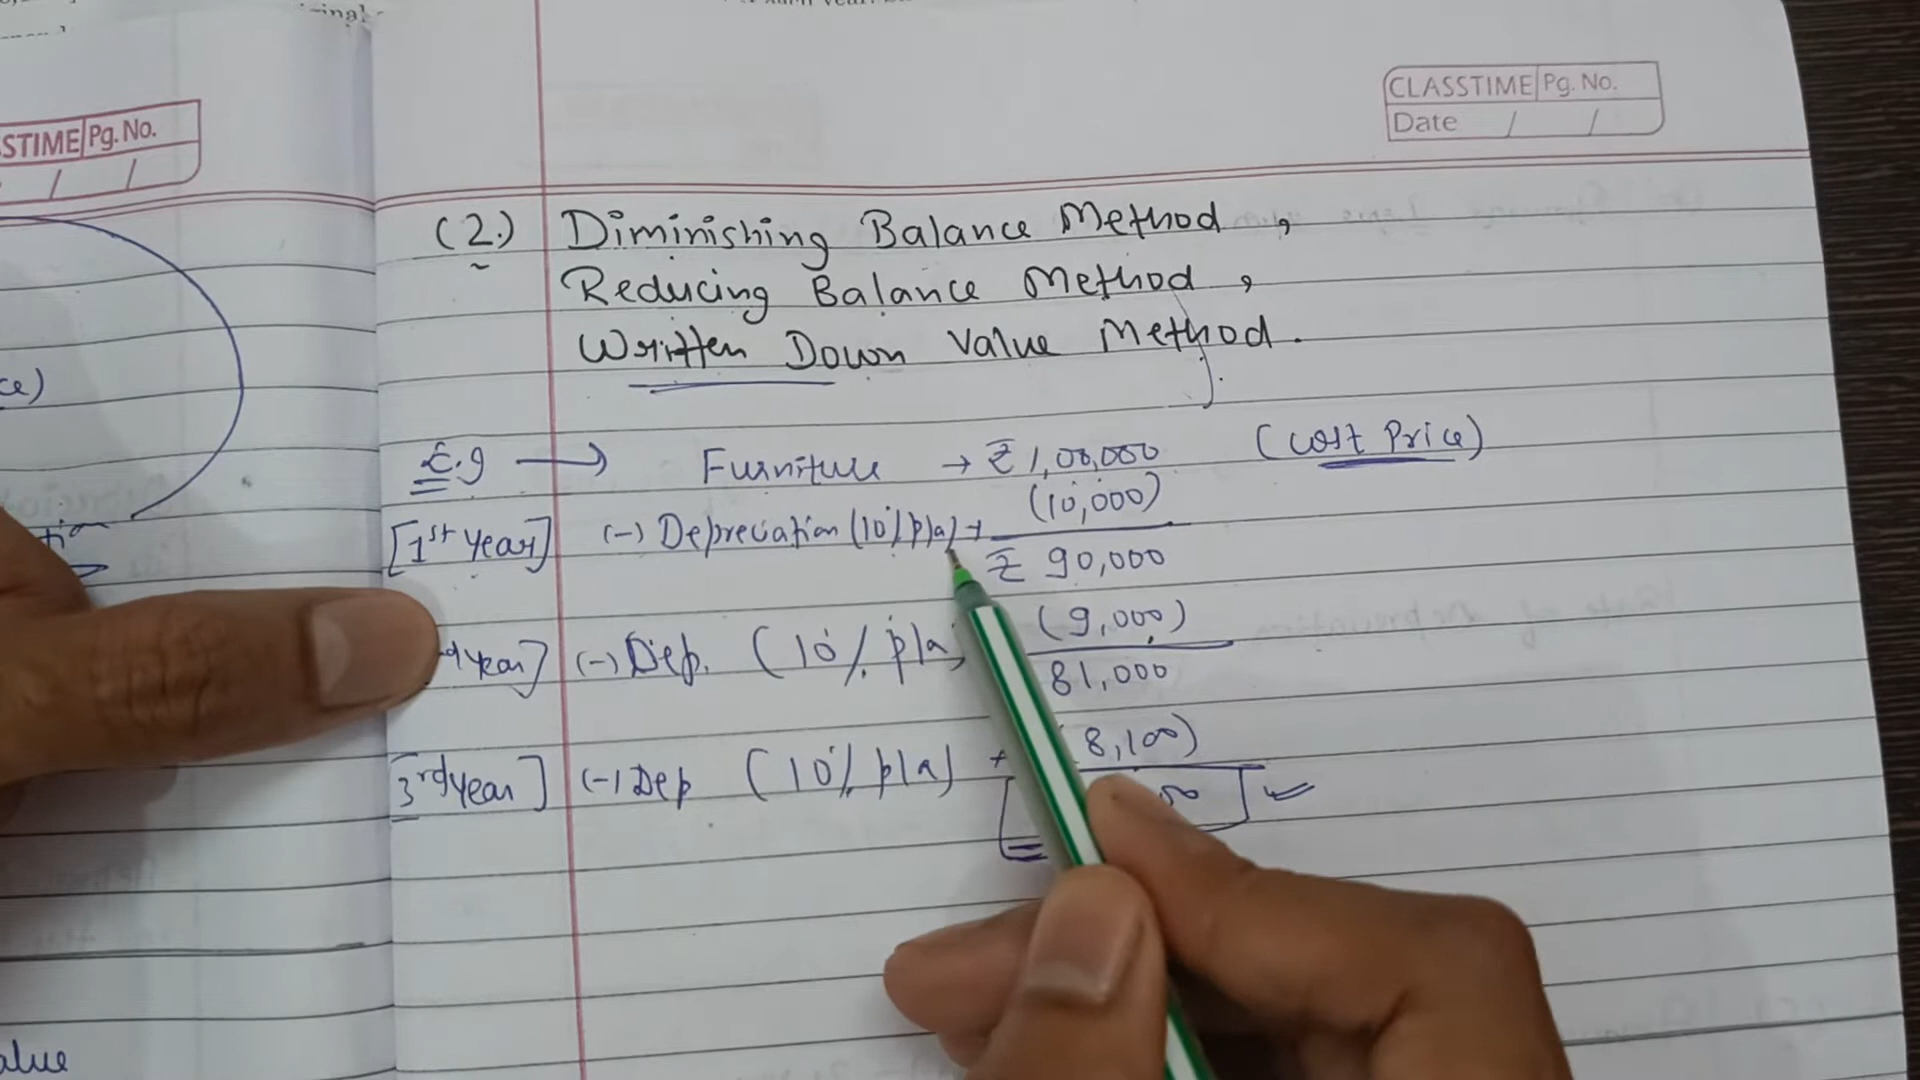 STIME Pg. No.
/ /
CLASSTIME Pg. No.
Date / /
(2.) Diminishing Balance Method,
Reducing Balance Method,
Written Down Value Method.
E.g → Furniture → ₹ 1,00,000 (Cost Price)
[1st Year] (-) Depreciation (10% p/a) → (10,000)
₹ 90,000
Year] (-) Dep. (10% p/a) (9,000)
81,000
[3rd Year] (-) Dep (10% p/a) → 8,100)
ce)
alue